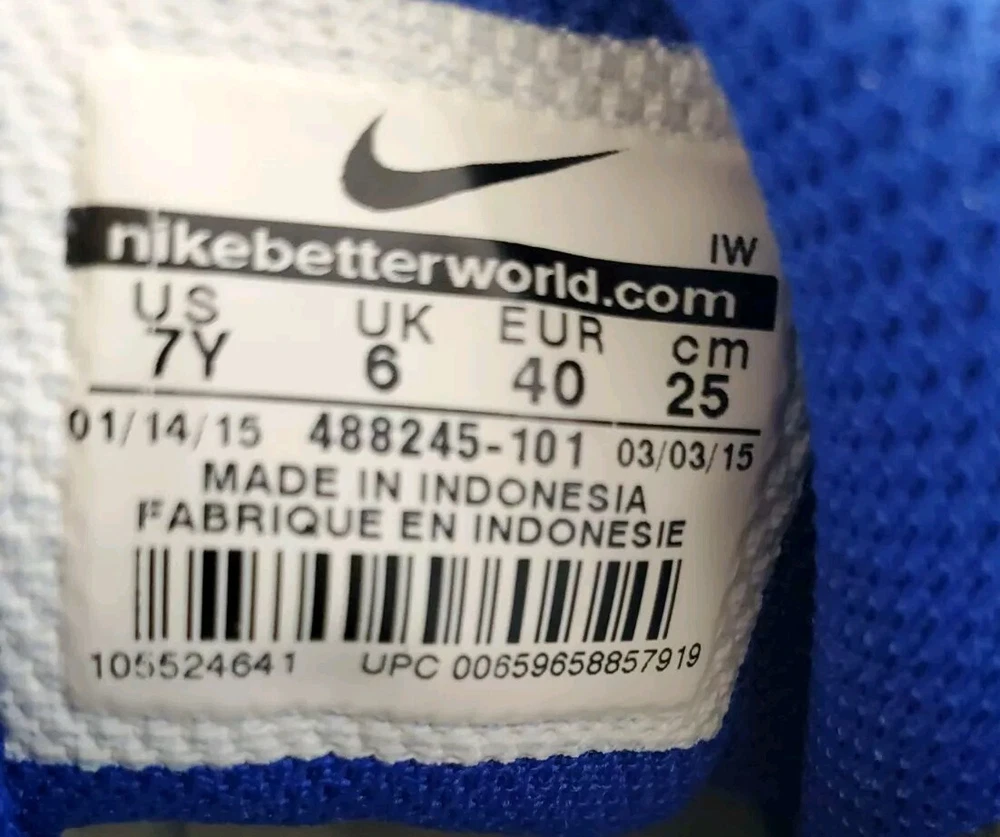 IW
nikebetterworld.com
US UK EUR cm
7Y 6 40 25
01/14/15 488245-101 03/03/15
MADE IN INDONESIA
FABRIQUE EN INDONESIE
105524641 UPC 00659658857919